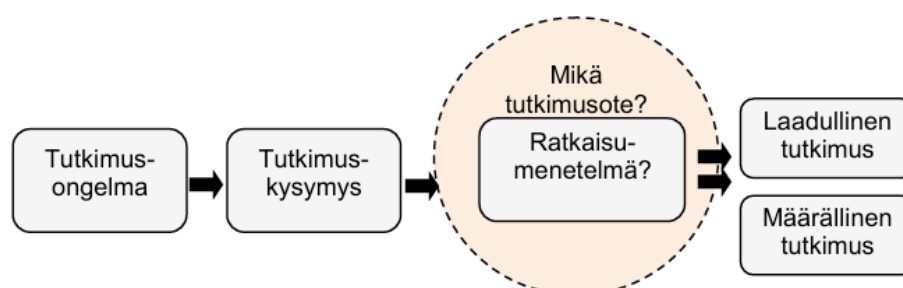 Tutkimus-
ongelma
Tutkimus-
kysymys
Mikä
tutkimusote?
Ratkaisu-
menetelmä?
Laadullinen
tutkimus
Määrällinen
tutkimus